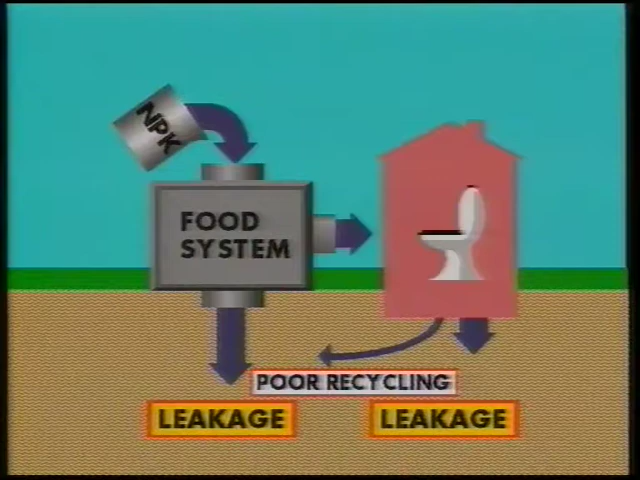 NPK
FOOD
SYSTEM
POOR RECYCLING
LEAKAGE
LEAKAGE